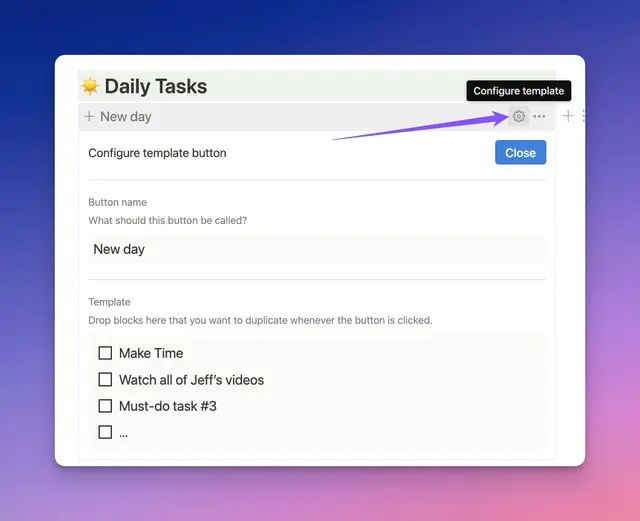 ☀️ Daily Tasks
Configure template
+ New day
Configure template button
Close
Button name
What should this button be called?
New day
Template
Drop blocks here that you want to duplicate whenever the button is clicked.
Make Time
Watch all of Jeff’s videos
Must-do task #3
...